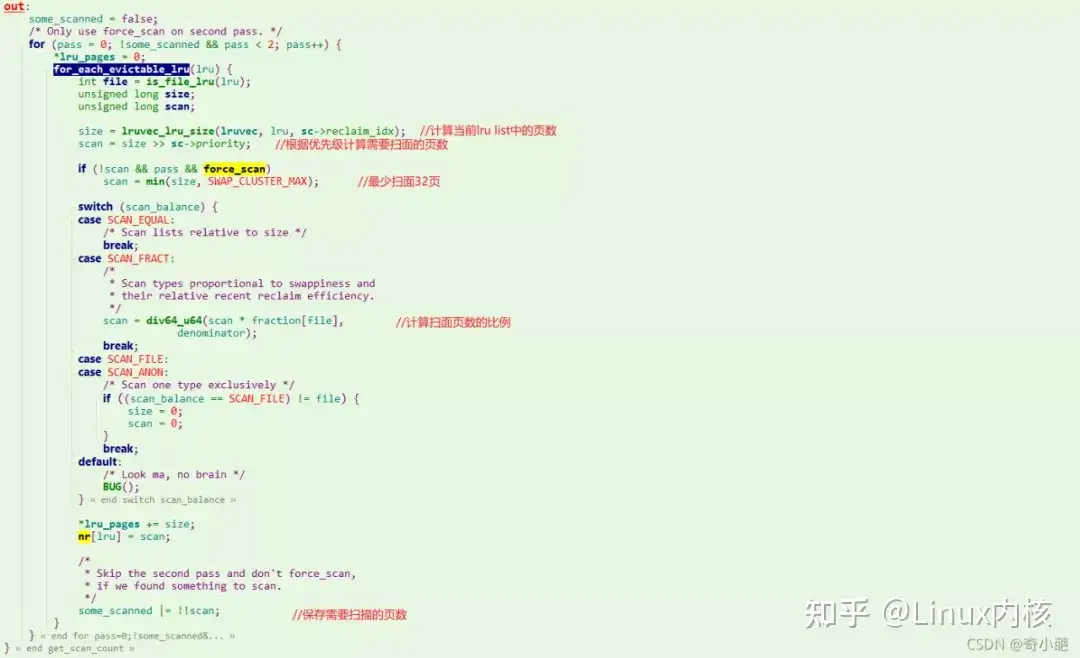 out:
some_scanned = false;
/* Only use force_scan on second pass. */
for (pass = 0; !some_scanned && pass < 2; pass++) {
*lru_pages = 0;
for_each_evictable_lru(lru) {
int file = is_file_lru(lru);
unsigned long size;
unsigned long scan;
size = lruvec_lru_size(lruvec, lru, sc->reclaim_idx); //计算当前lru list中的页数
scan = size >> sc->priority; //根据优先级计算需要扫面的页数
if (!scan && pass && force_scan)
scan = min(size, SWAP_CLUSTER_MAX); //最少扫面32页
switch (scan_balance) {
case SCAN_EQUAL:
/* Scan lists relative to size */
break;
case SCAN_FRACT:
/*
* Scan types proportional to swappiness and
* their relative recent reclaim efficiency.
*/
scan = div64_u64(scan * fraction[file], //计算扫面页数的比例
denominator);
break;
case SCAN_FILE:
case SCAN_ANON:
/* Scan one type exclusively */
if ((scan_balance == SCAN_FILE) != file) {
size = 0;
scan = 0;
}
break;
default:
/* Look ma, no brain */
BUG();
} « end switch scan_balance »
*lru_pages += size;
nr[lru] = scan;
/*
* Skip the second pass and don't force_scan,
* if we found something to scan.
*/
some_scanned |= !!scan; //保存需要扫描的页数
}
} « end for pass=0;!some_scanned&... »
} « end get_scan_count »
知乎 @Linux内核
CSDN @奇小葩